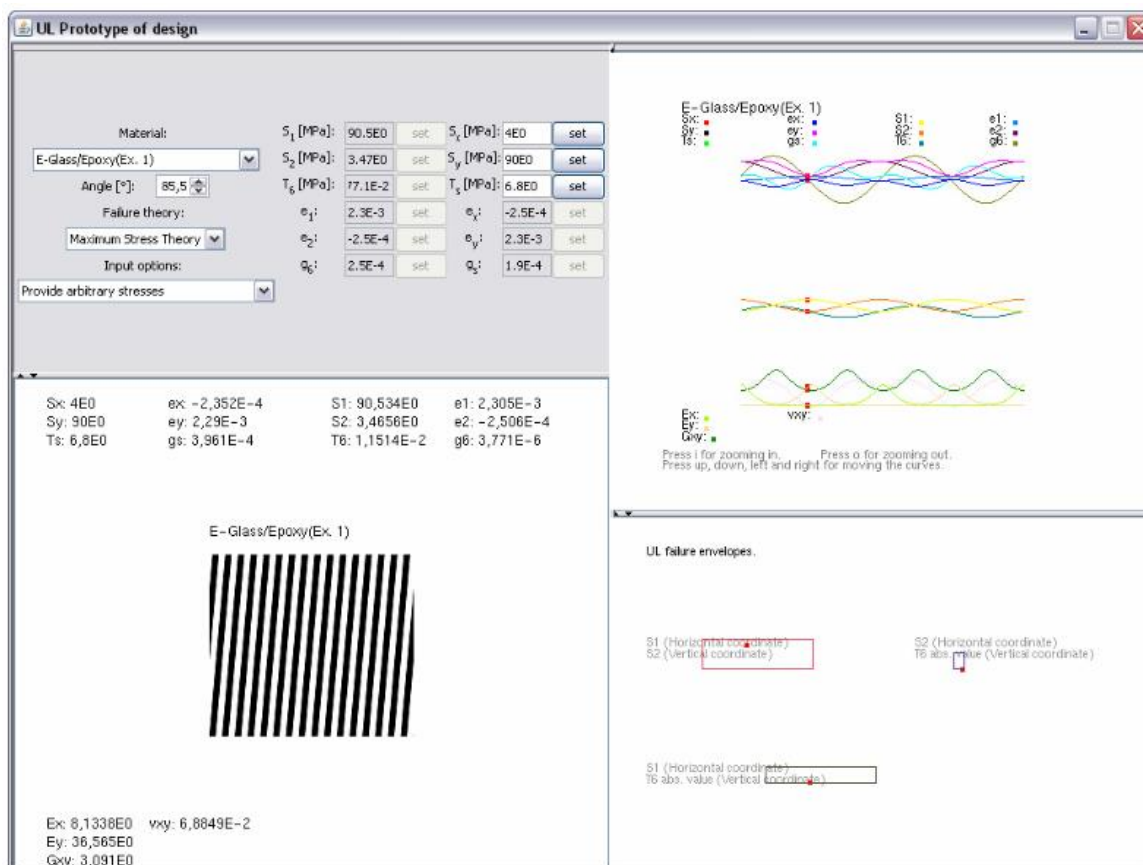 UL Prototype of design
Material:
E-Glass/Epoxy(Ex. 1)
Angle [°]: 85,5
Failure theory:
Maximum Stress Theory
Input options:
Provide arbitrary stresses
S1 [MPa]: 90.5E0 set Sx [MPa]: 4E0 set
S2 [MPa]: 3.47E0 set Sy [MPa]: 90E0 set
T6 [MPa]: 77.1E-2 set Ts [MPa]: 6.8E0 set
e1: 2.3E-3 set ex: -2.5E-4 set
e2: -2.5E-4 set ey: 2.3E-3 set
g6: 2.5E-4 set gs: 1.9E-4 set
E-Glass/Epoxy(Ex. 1)
Sx: ex: S1: e1:
Sy: ey: S2: e2:
Ts: gs: T6: g6:
Ex: vxy:
Ey:
Gxy:
Press i for zooming in. Press o for zooming out.
Press up, down, left and right for moving the curves.
Sx: 4E0 ex: -2,352E-4 S1: 90,534E0 e1: 2,305E-3
Sy: 90E0 ey: 2,29E-3 S2: 3,4656E0 e2: -2,506E-4
Ts: 6,8E0 gs: 3,961E-4 T6: 1,1514E-2 g6: 3,771E-6
E-Glass/Epoxy(Ex. 1)
Ex: 8,1338E0 vxy: 6,8849E-2
Ey: 36,565E0
Gxy: 3,091E0
UL failure envelopes.
S1 (Horizontal coordinate) S2 (Horizontal coordinate)
S2 (Vertical coordinate) T6 abs. value (Vertical coordinate)
S1 (Horizontal coordinate)
T6 abs. value (Vertical coordinate)